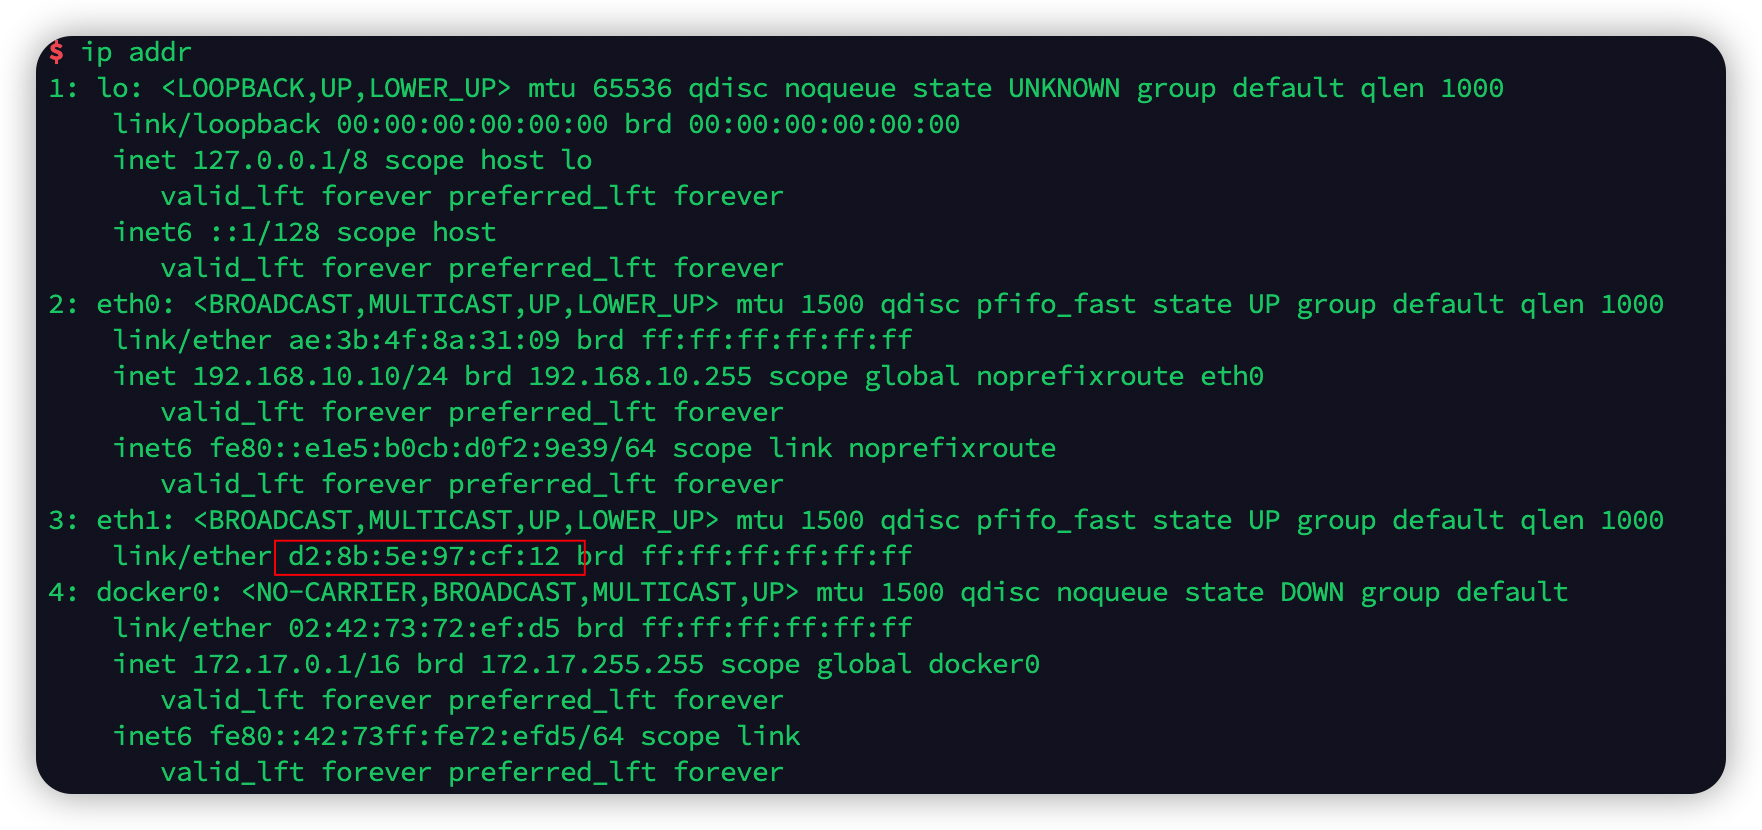 $ ip addr
1: lo: <LOOPBACK,UP,LOWER_UP> mtu 65536 qdisc noqueue state UNKNOWN group default qlen 1000
    link/loopback 00:00:00:00:00:00 brd 00:00:00:00:00:00
    inet 127.0.0.1/8 scope host lo
       valid_lft forever preferred_lft forever
    inet6 ::1/128 scope host
       valid_lft forever preferred_lft forever
2: eth0: <BROADCAST,MULTICAST,UP,LOWER_UP> mtu 1500 qdisc pfifo_fast state UP group default qlen 1000
    link/ether ae:3b:4f:8a:31:09 brd ff:ff:ff:ff:ff:ff
    inet 192.168.10.10/24 brd 192.168.10.255 scope global noprefixroute eth0
       valid_lft forever preferred_lft forever
    inet6 fe80::e1e5:b0cb:d0f2:9e39/64 scope link noprefixroute
       valid_lft forever preferred_lft forever
3: eth1: <BROADCAST,MULTICAST,UP,LOWER_UP> mtu 1500 qdisc pfifo_fast state UP group default qlen 1000
    link/ether d2:8b:5e:97:cf:12 brd ff:ff:ff:ff:ff:ff
4: docker0: <NO-CARRIER,BROADCAST,MULTICAST,UP> mtu 1500 qdisc noqueue state DOWN group default
    link/ether 02:42:73:72:ef:d5 brd ff:ff:ff:ff:ff:ff
    inet 172.17.0.1/16 brd 172.17.255.255 scope global docker0
       valid_lft forever preferred_lft forever
    inet6 fe80::42:73ff:fe72:efd5/64 scope link
       valid_lft forever preferred_lft forever